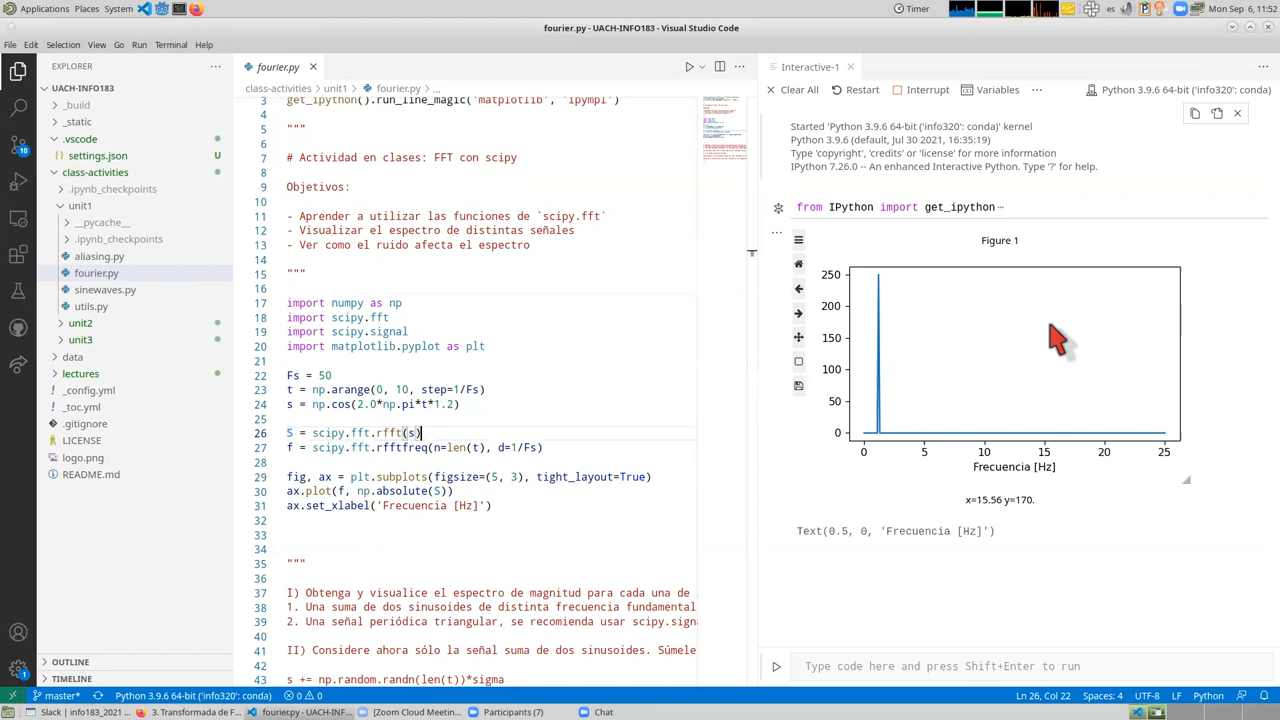 Applications Places System
Timer
es
Mon Sep 6, 11:52
fourier.py - UACH-INFO183 - Visual Studio Code
File Edit Selection View Go Run Terminal Help
EXPLORER
UACH-INFO183
_build
_static
.vscode
settings.json U
class-activities
.ipynb_checkpoints
unit1
__pycache__
.ipynb_checkpoints
aliasing.py
fourier.py
sinewaves.py
utils.py
unit2
unit3
data
lectures
_config.yml
_toc.yml
.gitignore
LICENSE
logo.png
README.md
OUTLINE
TIMELINE
fourier.py
class-activities > unit1 > fourier.py > ...
3 get_ipython().run_line_magic('matplotlib', 'ipympl')
4
5 """
6
7 # Actividad en clases: FFT con scipy
8
9 Objetivos:
10
11 - Aprender a utilizar las funciones de `scipy.fft`
12 - Visualizar el espectro de distintas señales
13 - Ver como el ruido afecta el espectro
14
15 """
16
17 import numpy as np
18 import scipy.fft
19 import scipy.signal
20 import matplotlib.pyplot as plt
21
22 Fs = 50
23 t = np.arange(0, 10, step=1/Fs)
24 s = np.cos(2.0*np.pi*t*1.2)
25
26 S = scipy.fft.rfft(s)
27 f = scipy.fft.rfftfreq(n=len(t), d=1/Fs)
28
29 fig, ax = plt.subplots(figsize=(5, 3), tight_layout=True)
30 ax.plot(f, np.absolute(S))
31 ax.set_xlabel('Frecuencia [Hz]')
32
33
34
35 """
36
37 I) Obtenga y visualice el espectro de magnitud para cada una de
38 1. Una suma de dos sinusoides de distinta frecuencia fundamental
39 2. Una señal periódica triangular, se recomienda usar scipy.sign
40
41 II) Considere ahora sólo la señal suma de dos sinusoides. Súmele
42
43 s += np.random.randn(len(t))*sigma
Interactive-1
Clear All Restart Interrupt Variables ... Python 3.9.6 64-bit ('info320': conda)
Started 'Python 3.9.6 64-bit ('info320': conda)' kernel
Python 3.9.6 (default, Jul 30 2021, 16:35:19)
Type 'copyright', 'credits' or 'license' for more information
IPython 7.26.0 -- An enhanced Interactive Python. Type '?' for help.
from IPython import get_ipython ...
Figure 1
250
200
150
100
50
0
0 5 10 15 20 25
Frecuencia [Hz]
x=15.56 y=170.
Text(0.5, 0, 'Frecuencia [Hz]')
Type code here and press Shift+Enter to run
1
master* Python 3.9.6 64-bit ('info320': conda) 0 0
Ln 26, Col 22 Spaces: 4 UTF-8 LF Python
Slack | info183_2021 ... 3. Transformada de F... fourier.py - UACH-INF... [Zoom Cloud Meetin... Participants (7) Chat